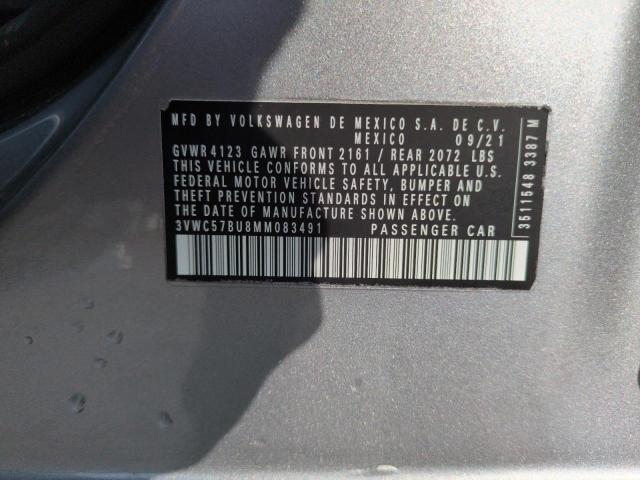 MFD BY VOLKSWAGEN DE MEXICO S.A. DE C.V.
MEXICO 09/21
GVWR 4123 GAWR FRONT 2161 / REAR 2072 LBS
THIS VEHICLE CONFORMS TO ALL APPLICABLE U.S.
FEDERAL MOTOR VEHICLE SAFETY, BUMPER AND
THEFT PREVENTION STANDARDS IN EFFECT ON
THE DATE OF MANUFACTURE SHOWN ABOVE.
3VWC57BU8MM083491 PASSENGER CAR
3511548 3387 M